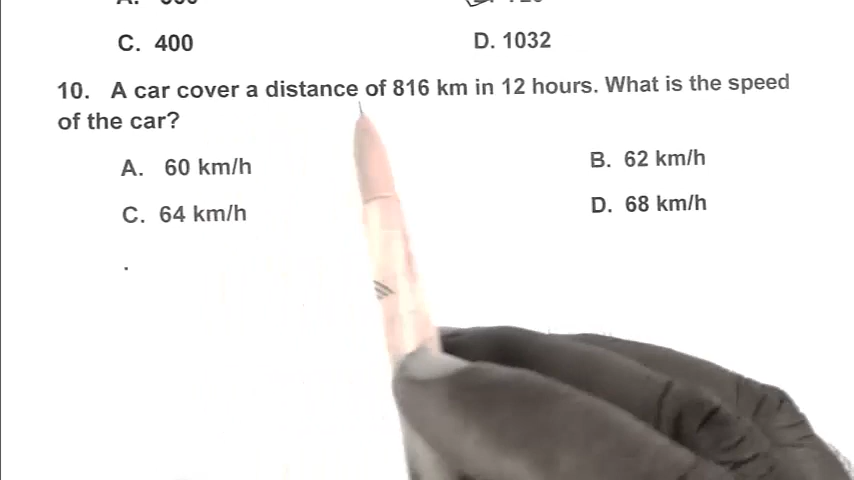 C. 400
D. 1032
10. A car cover a distance of 816 km in 12 hours. What is the speed
of the car?
A. 60 km/h
B. 62 km/h
C. 64 km/h
D. 68 km/h